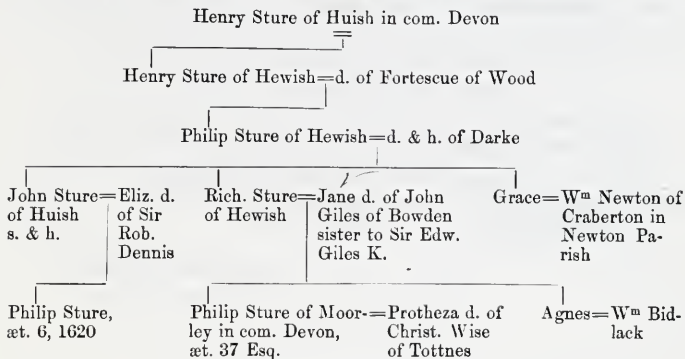 Henry Sture of Huish in com. Devon
Henry Sture of Hewish=d. of Fortescue of Wood
Philip Sture of Hewish=d. & h. of Darke
John Sture=Eliz. d.
of Huish of Sir
s. & h. Rob.
Dennis
Rich. Sture=Jane d. of John
of Hewish Giles of Bowden
sister to Sir Edw.
Giles K.
Grace=Wm Newton of
Craberton in
Newton Pa-
rish
Philip Sture,
æt. 6, 1620
Philip Sture of Moor-=Protheza d. of
ley in com. Devon, Christ. Wise
æt. 37 Esq. of Tottnes
Agnes=Wm Bid-
lack